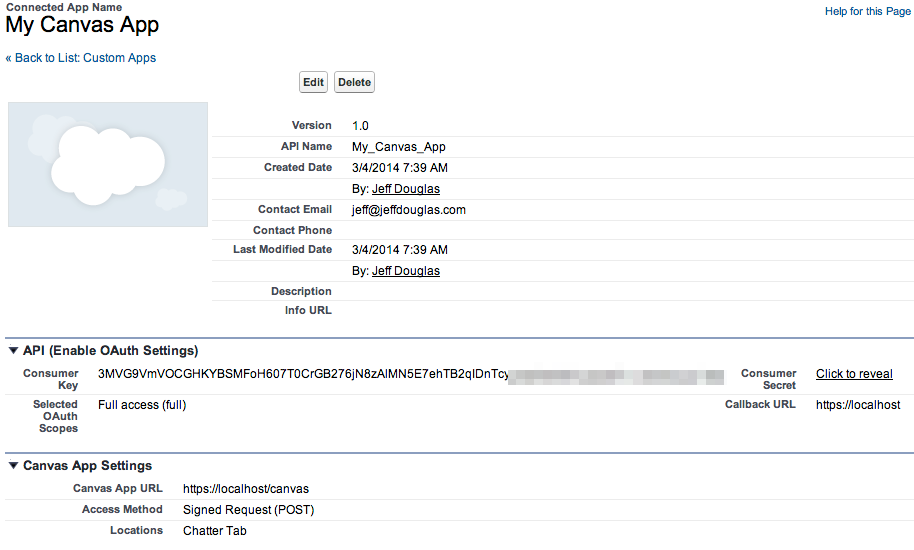 Connected App Name
My Canvas App
Help for this Page
« Back to List: Custom Apps
Edit Delete
Version 1.0
API Name My_Canvas_App
Created Date 3/4/2014 7:39 AM
By: Jeff Douglas
Contact Email jeff@jeffdouglas.com
Contact Phone
Last Modified Date 3/4/2014 7:39 AM
By: Jeff Douglas
Description
Info URL
API (Enable OAuth Settings)
Consumer Key 3MVG9VmVOCGHKYBSMFoH607T0CrGB276jN8zAlMN5E7ehTB2qlDnTcy
Consumer Secret Click to reveal
Selected OAuth Scopes Full access (full)
Callback URL https://localhost
Canvas App Settings
Canvas App URL https://localhost/canvas
Access Method Signed Request (POST)
Locations Chatter Tab